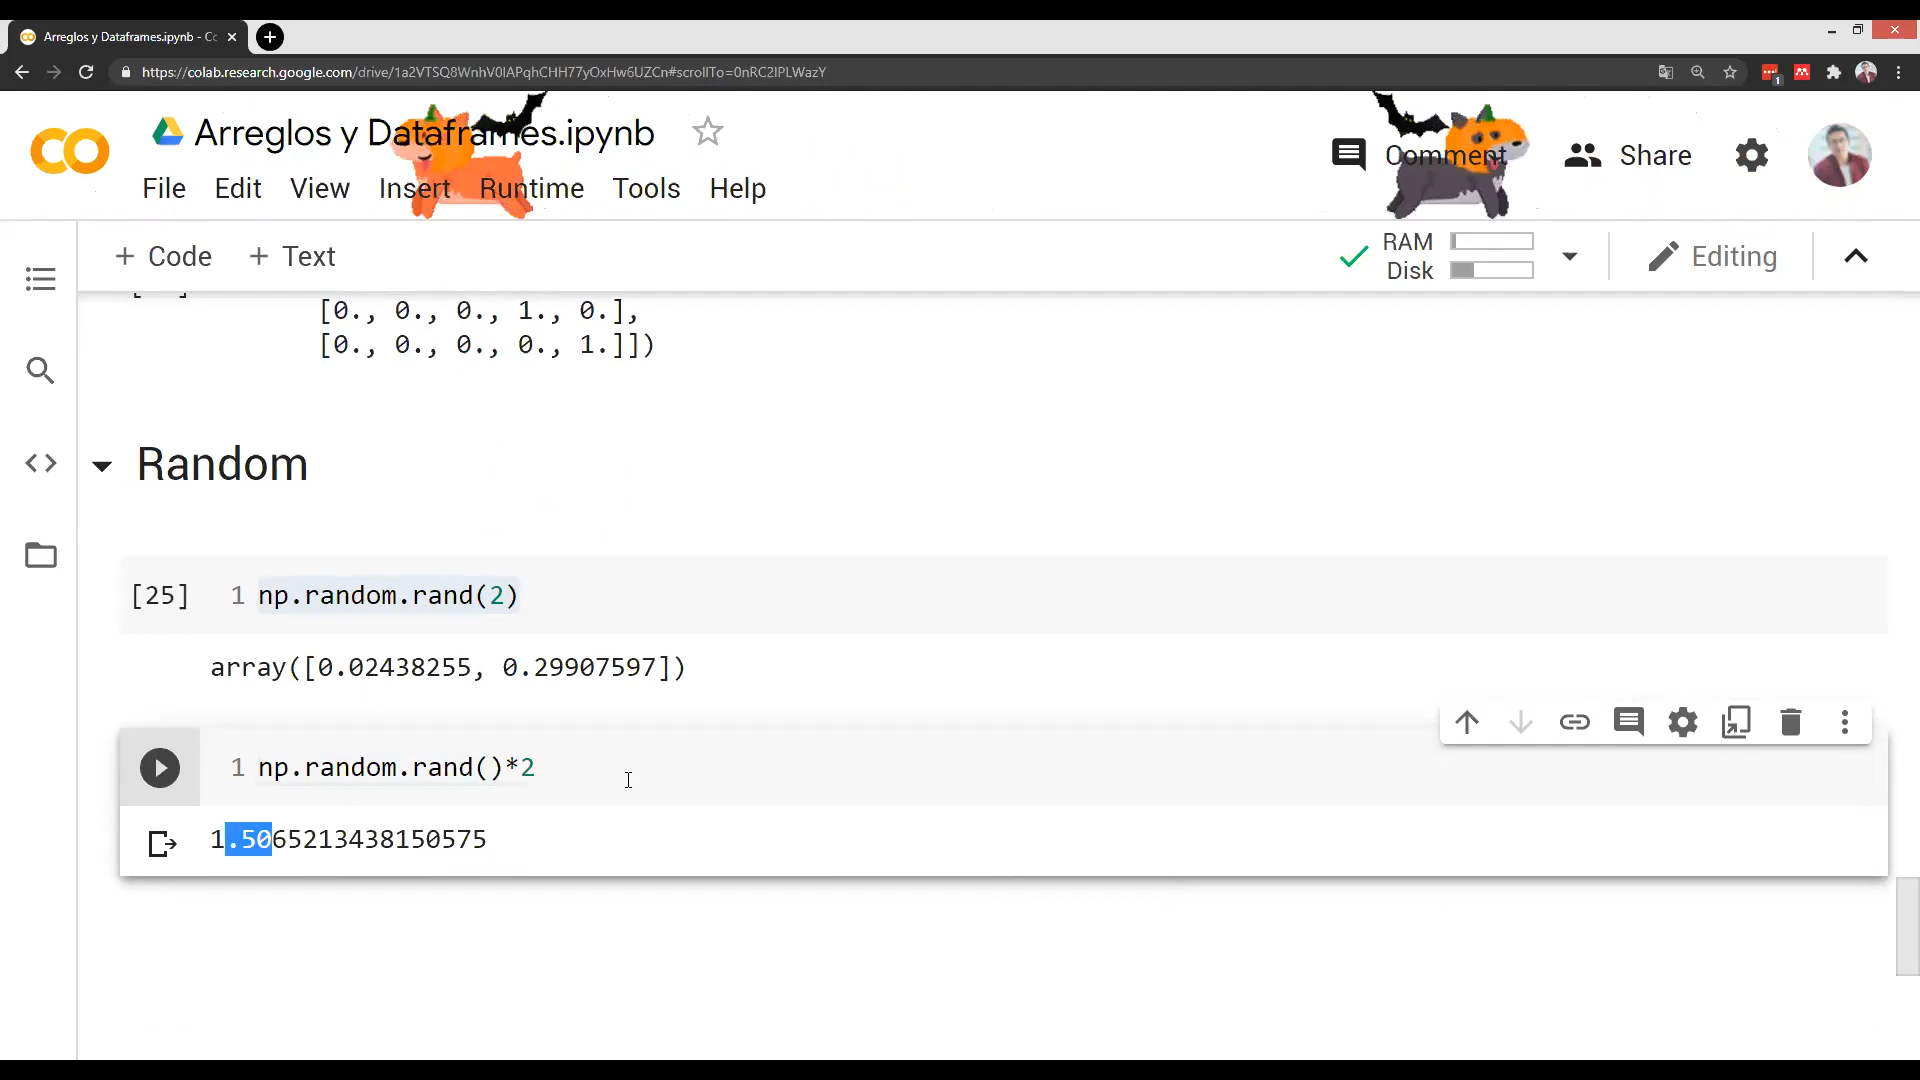 Arreglos y Dataframes.ipynb - Cc
https://colab.research.google.com/drive/1a2VTSQ8WnhV0IAPqhCHH77yOxHw6UZCn#scrollTo=0nRC2IPLWazY
1
Arreglos y Dataframes.ipynb
Comment
Share
File Edit View Insert Runtime Tools Help
+ Code + Text
RAM
Disk
Editing
[0., 0., 0., 1., 0.],
[0., 0., 0., 0., 1.]])
Random
[25] 1 np.random.rand(2)
array([0.02438255, 0.29907597])
1 np.random.rand()*2
1.5065213438150575